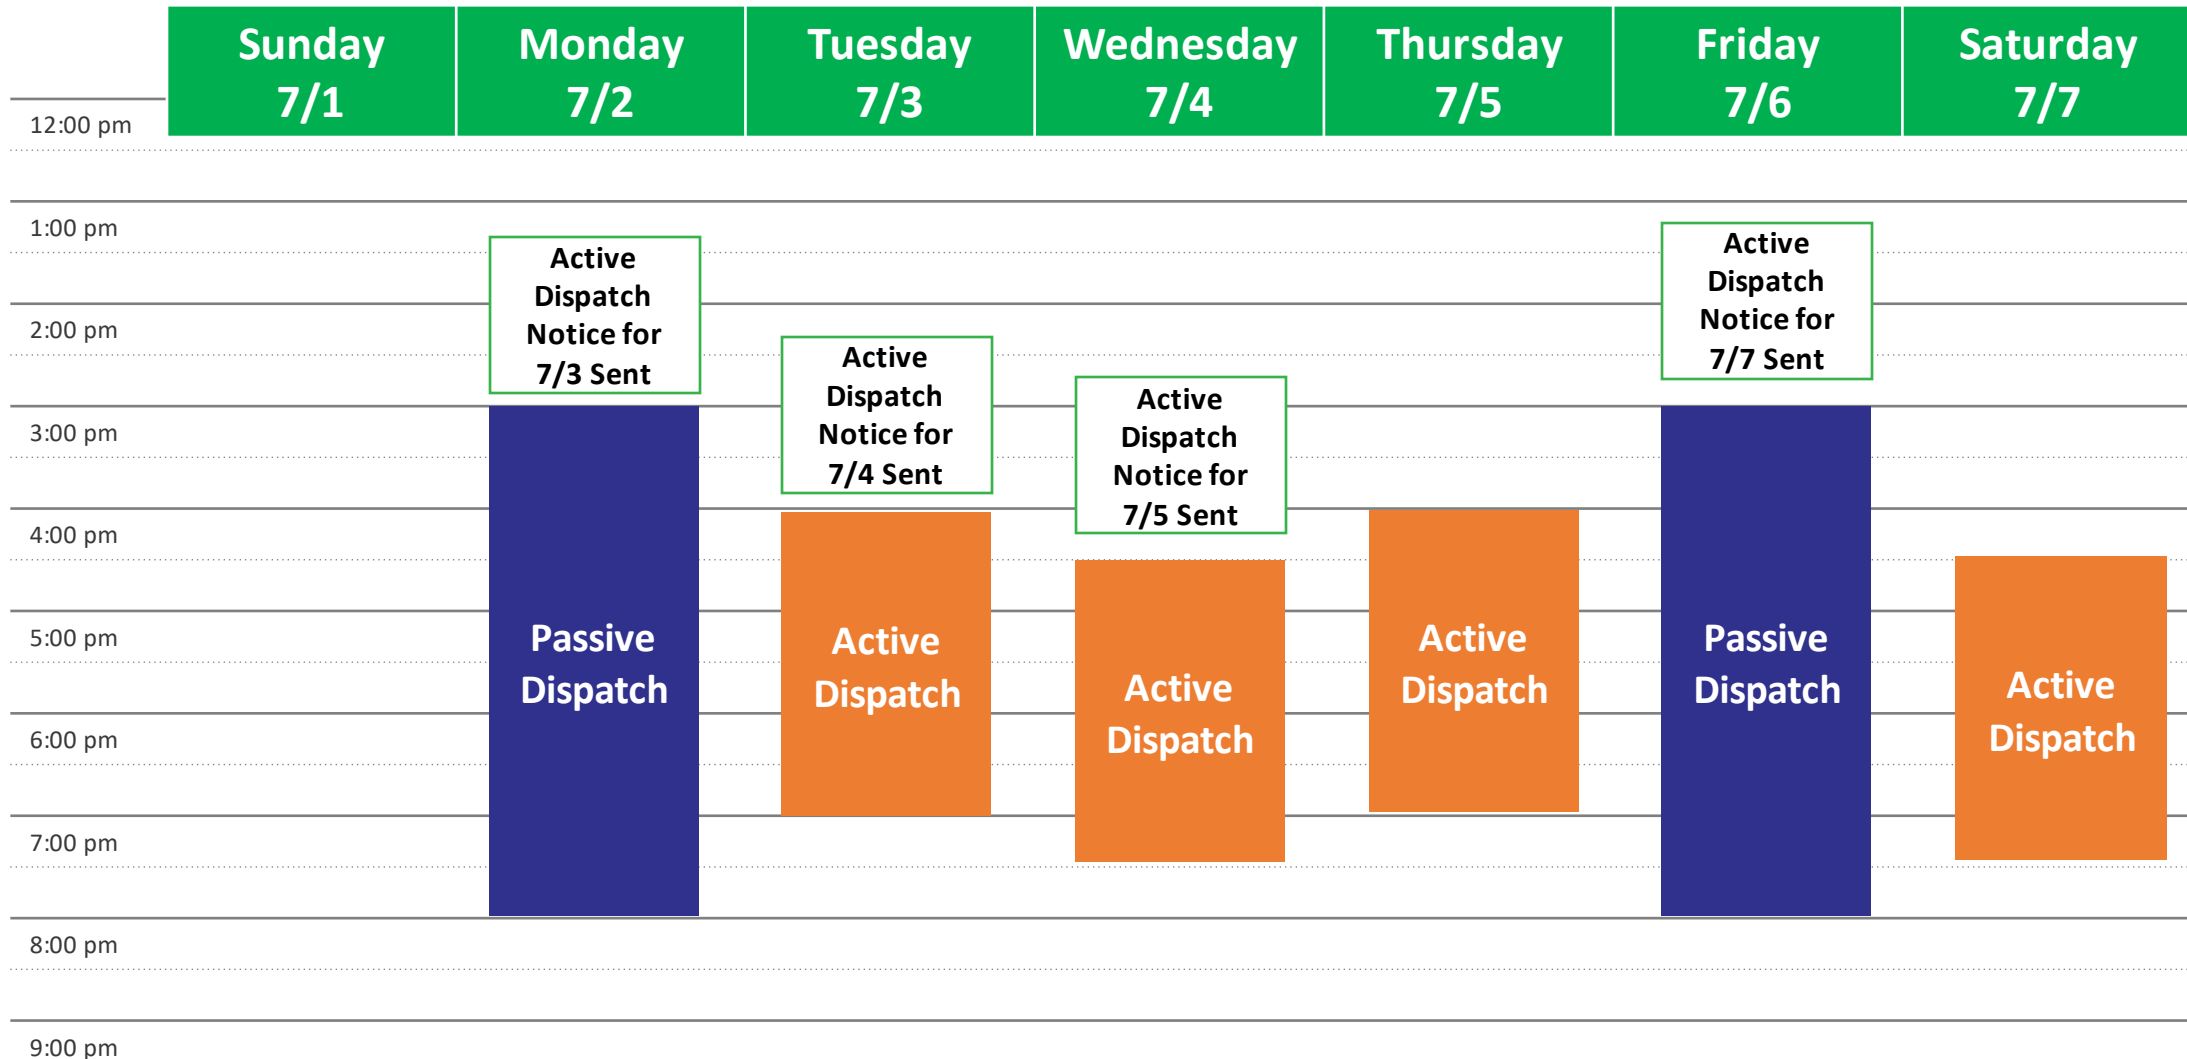 Sunday
7/1
Monday
7/2
Tuesday
7/3
Wednesday
7/4
Thursday
7/5
Friday
7/6
Saturday
7/7
12:00 pm
1:00 pm
2:00 pm
3:00 pm
4:00 pm
5:00 pm
6:00 pm
7:00 pm
8:00 pm
9:00 pm
Active
Dispatch
Notice for
7/3 Sent
Passive
Dispatch
Active
Dispatch
Notice for
7/4 Sent
Active
Dispatch
Active
Dispatch
Notice for
7/5 Sent
Active
Dispatch
Active
Dispatch
Active
Dispatch
Notice for
7/7 Sent
Passive
Dispatch
Active
Dispatch